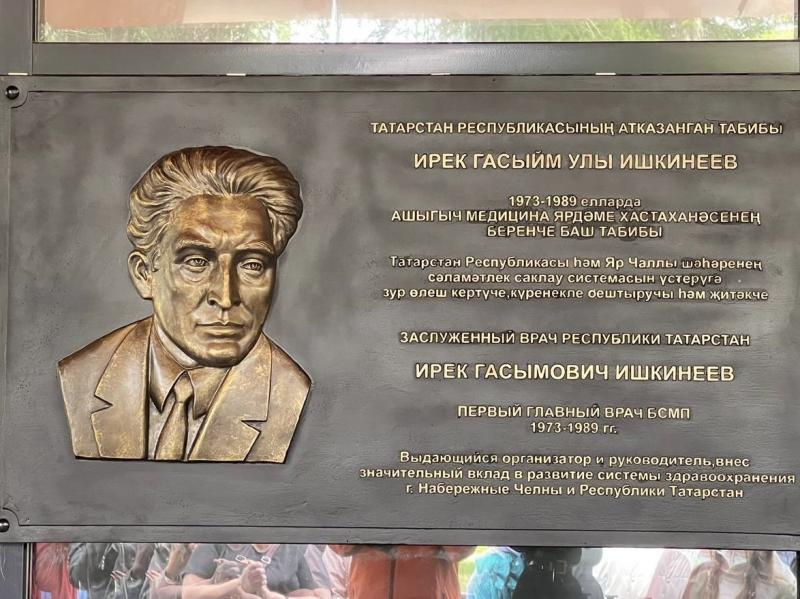 ТАТАРСТАН РЕСПУБЛИКАСЫНЫҢ АТКАЗАНГАН ТАБИБЫ
ИРЕК ГАСЫЙМ УЛЫ ИШКИНЕЕВ
1973-1989 елларда
АШЫГЫЧ МЕДИЦИНА ЯРДӘМЕ ХАСТАХАНӘСЕНЕҢ
БЕРЕНЧЕ БАШ ТАБИБЫ
Татарстан Республикасы һәм Яр Чаллы шәһәренең
сәламәтлек саклау системасын үстерүгә
зур өлеш кертүче,күренекле оештыручы һәм җитәкче
ЗАСЛУЖЕННЫЙ ВРАЧ РЕСПУБЛИКИ ТАТАРСТАН
ИРЕК ГАСЫМОВИЧ ИШКИНЕЕВ
ПЕРВЫЙ ГЛАВНЫЙ ВРАЧ БСМП
1973-1989 гг.
Выдающийся организатор и руководитель,внес
значительный вклад в развитие системы здравоохранения
г. Набережные Челны и Республики Татарстан